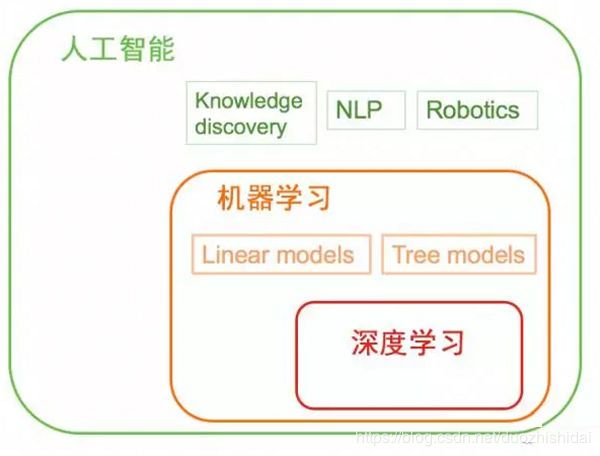 人工智能
Knowledge
discovery
NLP
Robotics
机器学习
Linear models
Tree models
深度学习
https://blog.csdn.net/duozhishidai